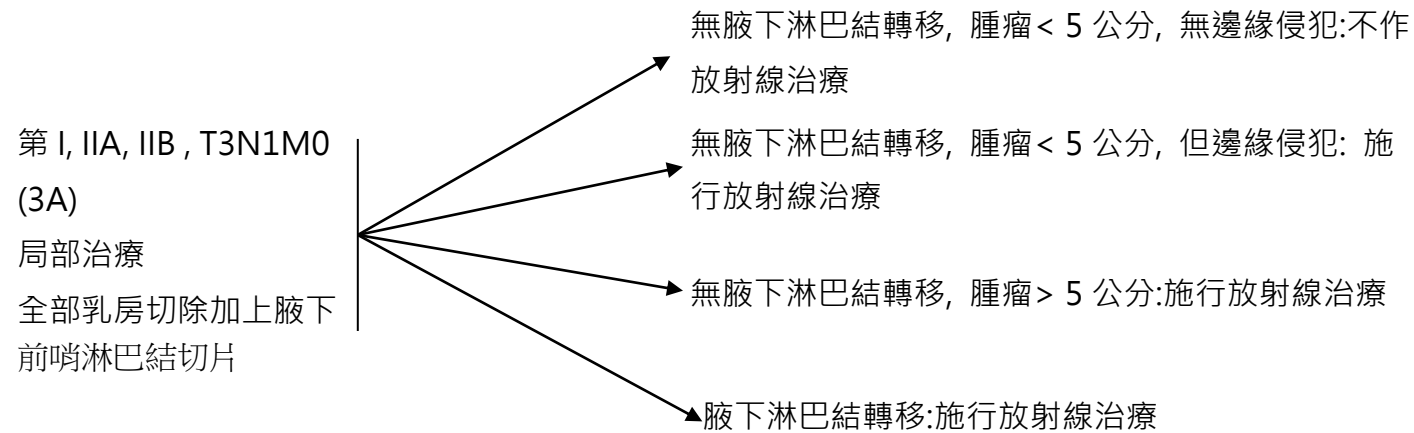 第 I, IIA, IIB , T3N1M0
(3A)
局部治療
全部乳房切除加上腋下
前哨淋巴結切片
無腋下淋巴結轉移, 腫瘤< 5 公分, 無邊緣侵犯:不作
放射線治療
無腋下淋巴結轉移, 腫瘤< 5 公分, 但邊緣侵犯: 施
行放射線治療
無腋下淋巴結轉移, 腫瘤> 5 公分:施行放射線治療
腋下淋巴結轉移:施行放射線治療